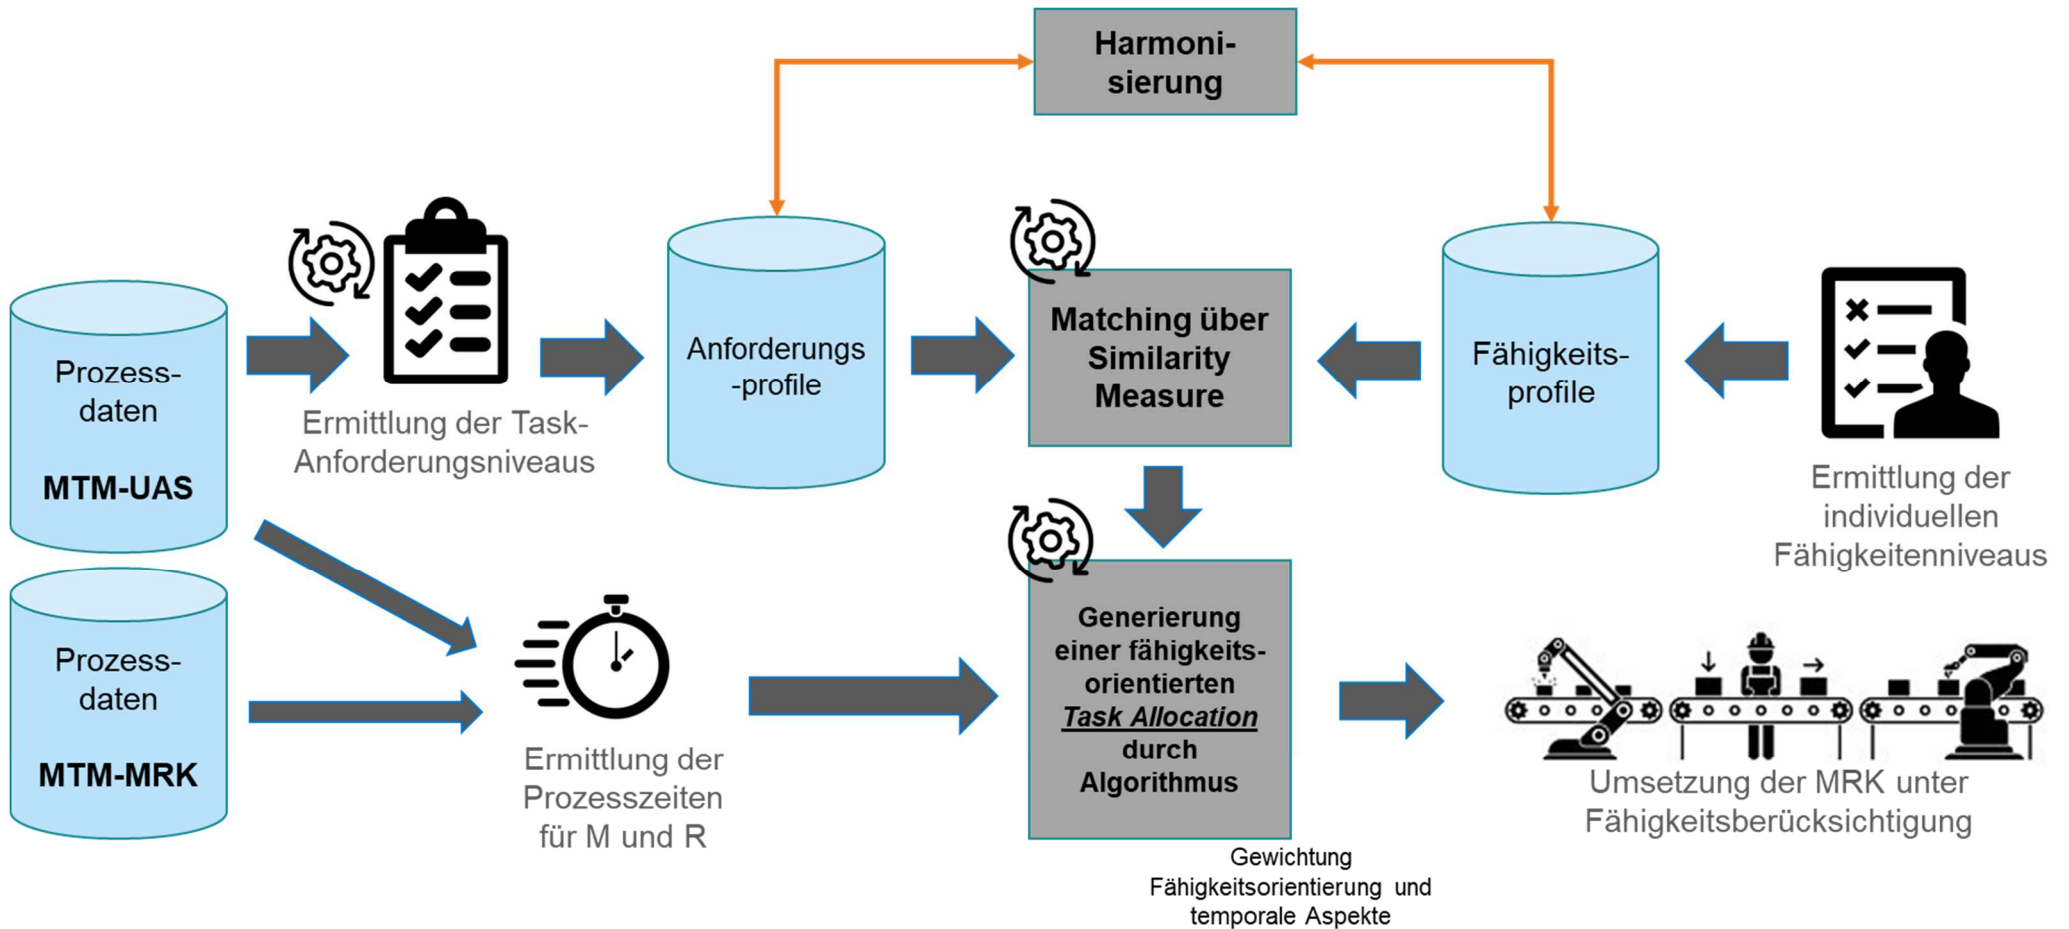 Harmoni-
sierung
Prozess-
daten
MTM-UAS
Ermittlung der Task-
Anforderungsniveaus
Anforderungs
-profile
Matching über
Similarity
Measure
Fähigkeits-
profile
Ermittlung der
individuellen
Fähigkeitenniveaus
Prozess-
daten
MTM-MRK
Ermittlung der
Prozesszeiten
für M und R
Generierung
einer fähigkeits-
orientierten
Task Allocation
durch
Algorithmus
Gewichtung
Fähigkeitsorientierung und
temporale Aspekte
Umsetzung der MRK unter
Fähigkeitsberücksichtigung